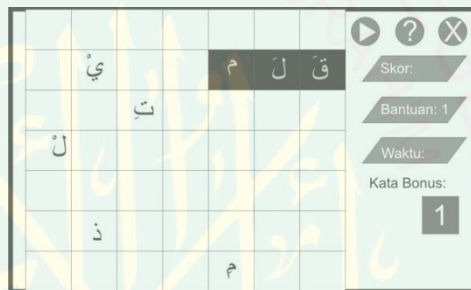 ?
X
Skor:
يْ
قَ لَ م
تِ
Bantuan: 1
لْ
Waktu:
Kata Bonus:
1
ذ
مِ